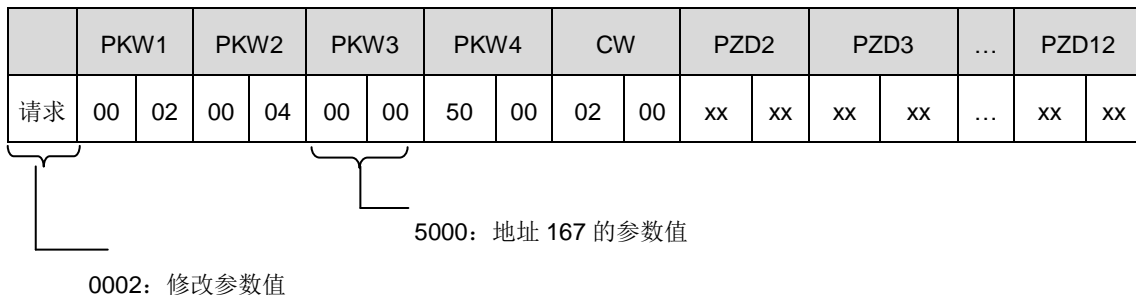 PKW1 PKW2 PKW3 PKW4 CW PZD2 PZD3 … PZD12
请求 00 02 00 04 00 00 50 00 02 00 xx xx xx xx … xx xx
5000：地址 167 的参数值
0002：修改参数值